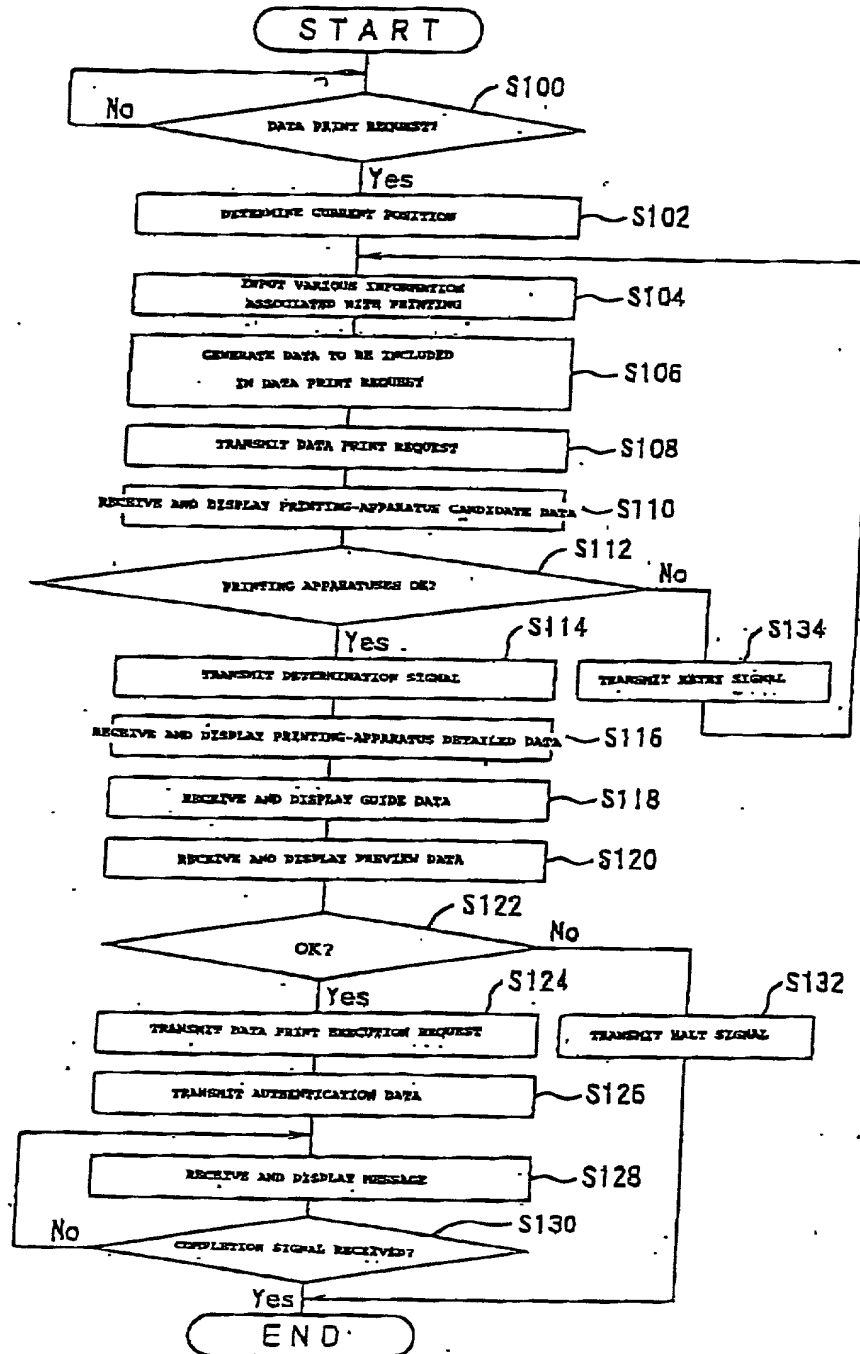 START
S100
No
DATA PRINT REQUEST?
Yes
DETERMINE CURRENT POSITION
S102
INPUT VARIOUS INFORMATION
ASSOCIATED WITH PRINTING
S104
GENERATE DATA TO BE INCLUDED
IN DATA PRINT REQUEST
S106
TRANSMIT DATA PRINT REQUEST
S108
RECEIVE AND DISPLAY PRINTING-APPARATUS CANDIDATE DATA
S110
S112
PRINTING APPARATUSES OK?
No
Yes
S114
S134
TRANSMIT DETERMINATION SIGNAL
TRANSMIT RETRY SIGNAL
RECEIVE AND DISPLAY PRINTING-APPARATUS DETAILED DATA
S116
RECEIVE AND DISPLAY GUIDE DATA
S118
RECEIVE AND DISPLAY PREVIEW DATA
S120
S122
OK?
No
Yes
S124
S132
TRANSMIT DATA PRINT EXECUTION REQUEST
TRANSMIT HALT SIGNAL
TRANSMIT AUTHENTICATION DATA
S126
RECEIVE AND DISPLAY MESSAGE
S128
S130
No
COMPLETION SIGNAL RECEIVED?
Yes
END